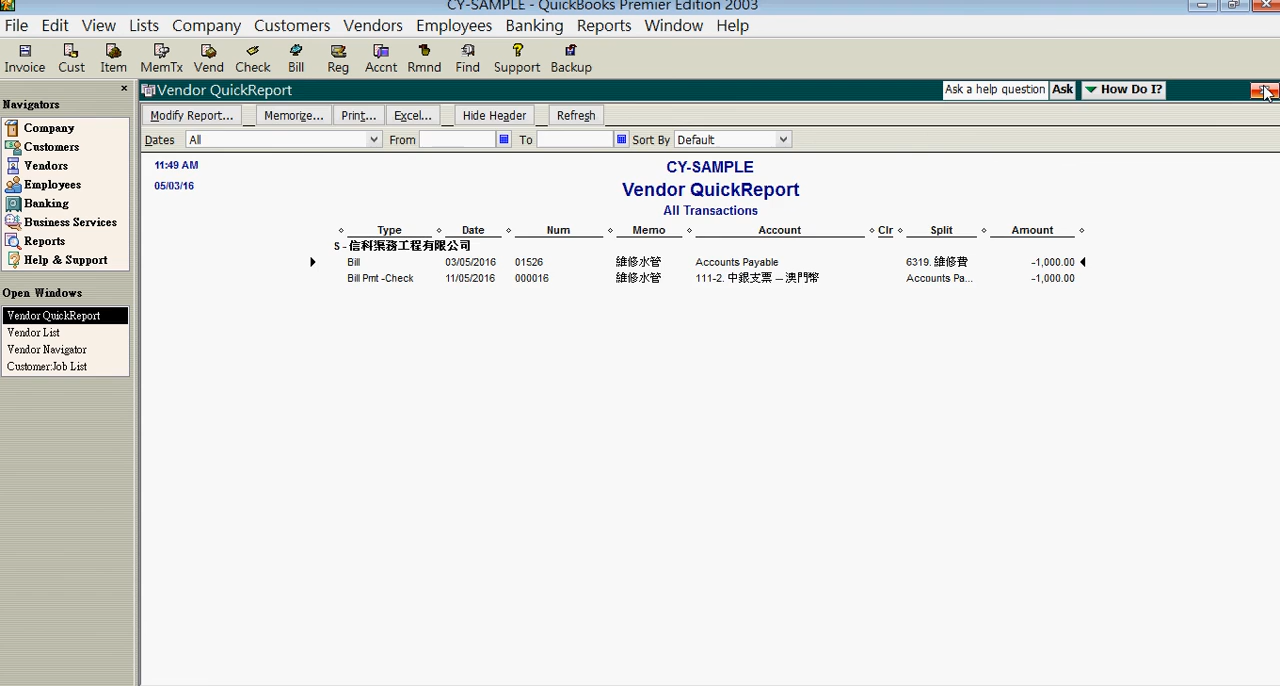 CY-SAMPLE - QuickBooks Premier Edition 2003
File Edit View Lists Company Customers Vendors Employees Banking Reports Window Help
Invoice Cust Item MemTx Vend Check Bill Reg Accnt Rmnd Find Support Backup
Vendor QuickReport Ask a help question Ask How Do I?
Navigators
Company
Customers
Vendors
Employees
Banking
Business Services
Reports
Help & Support
Open Windows
Vendor QuickReport
Vendor List
Vendor Navigator
Customer:Job List
Modify Report... Memorize... Print... Excel... Hide Header Refresh
Dates All From To Sort By Default
11:49 AM
05/03/16
CY-SAMPLE
Vendor QuickReport
All Transactions
Type Date Num Memo Account Clr Split Amount
S - 信科渠務工程有限公司
Bill 03/05/2016 01526 維修水管 Accounts Payable 6319. 維修費 -1,000.00
Bill Pmt -Check 11/05/2016 000016 維修水管 111-2. 中銀支票 – 澳門幣 Accounts Pa... -1,000.00